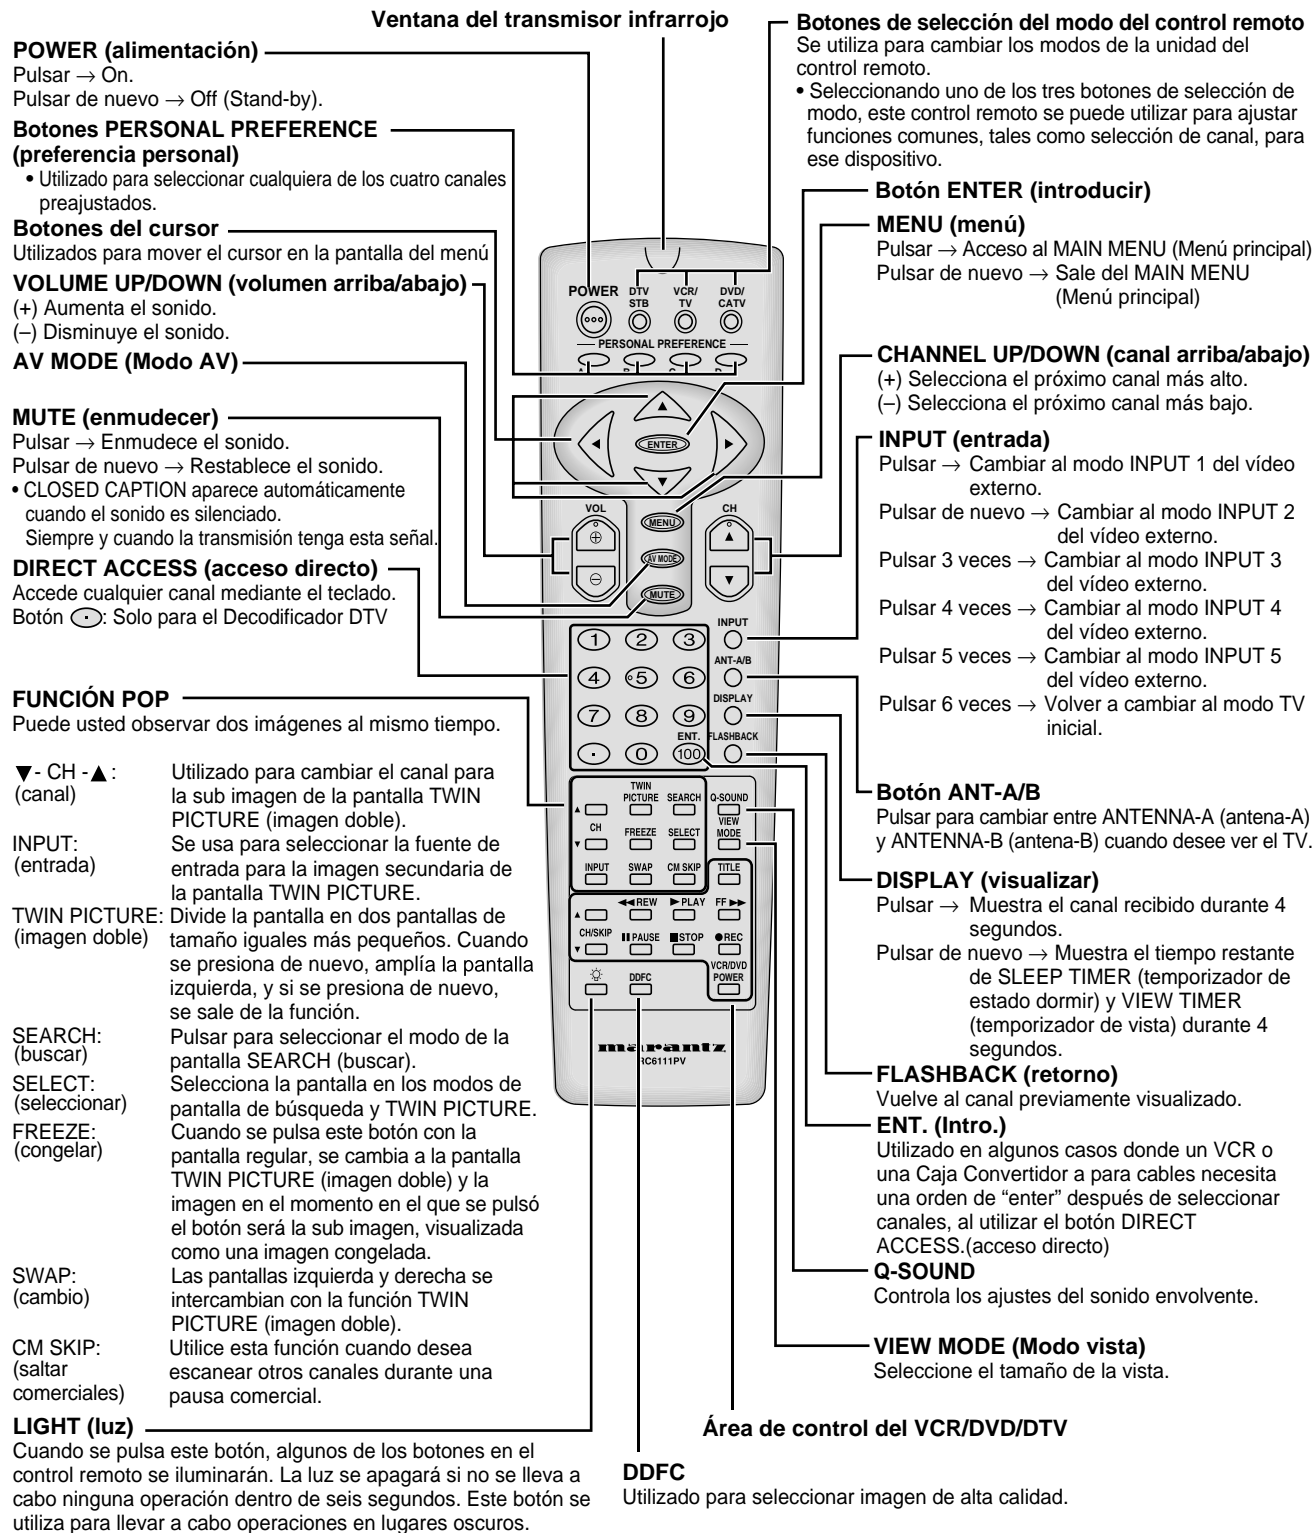 Ventana del transmisor infrarrojo
POWER (alimentación)
Pulsar → On.
Pulsar de nuevo → Off (Stand-by).
Botones PERSONAL PREFERENCE
(preferencia personal)
• Utilizado para seleccionar cualquiera de los cuatro canales
preajustados.
Botones del cursor
Utilizados para mover el cursor en la pantalla del menú
VOLUME UP/DOWN (volumen arriba/abajo)
(+) Aumenta el sonido.
(–) Disminuye el sonido.
AV MODE (Modo AV)
MUTE (enmudecer)
Pulsar → Enmudece el sonido.
Pulsar de nuevo → Restablece el sonido.
• CLOSED CAPTION aparece automáticamente
cuando el sonido es silenciado.
Siempre y cuando la transmisión tenga esta señal.
DIRECT ACCESS (acceso directo)
Accede cualquier canal mediante el teclado.
Botón (·): Solo para el Decodificador DTV
FUNCIÓN POP
Puede usted observar dos imágenes al mismo tiempo.
▼- CH -▲ : Utilizado para cambiar el canal para
(canal) la sub imagen de la pantalla TWIN
PICTURE (imagen doble).
INPUT: Se usa para seleccionar la fuente de
(entrada) entrada para la imagen secundaria de
la pantalla TWIN PICTURE.
TWIN PICTURE: Divide la pantalla en dos pantallas de
(imagen doble) tamaño iguales más pequeños. Cuando
se presiona de nuevo, amplía la pantalla
izquierda, y si se presiona de nuevo,
se sale de la función.
SEARCH: Pulsar para seleccionar el modo de la
(buscar) pantalla SEARCH (buscar).
SELECT: Selecciona la pantalla en los modos de
(seleccionar) pantalla de búsqueda y TWIN PICTURE.
FREEZE: Cuando se pulsa este botón con la
(congelar) pantalla regular, se cambia a la pantalla
TWIN PICTURE (imagen doble) y la
imagen en el momento en el que se pulsó
el botón será la sub imagen, visualizada
como una imagen congelada.
SWAP: Las pantallas izquierda y derecha se
(cambio) intercambian con la función TWIN
PICTURE (imagen doble).
CM SKIP: Utilice esta función cuando desea
(saltar escanear otros canales durante una
comerciales) pausa comercial.
LIGHT (luz)
Cuando se pulsa este botón, algunos de los botones en el
control remoto se iluminarán. La luz se apagará si no se lleva a
cabo ninguna operación dentro de seis segundos. Este botón se
utiliza para llevar a cabo operaciones en lugares oscuros.
POWER
DTV STB
VCR/ TV
DVD/ CATV
PERSONAL PREFERENCE
ENTER
VOL
CH
MENU
AV MODE
MUTE
INPUT
1 2 3
ANT-A/B
4 5 6
DISPLAY
7 8 9
ENT.
FLASHBACK
· 0 100
TWIN PICTURE
SEARCH
Q-SOUND
CH
FREEZE
SELECT
VIEW MODE
INPUT
SWAP
CM SKIP
TITLE
◀◀ REW
▶ PLAY
FF ▶▶
CH/SKIP
❚❚ PAUSE
■ STOP
● REC
DDFC
VCR/DVD POWER
marantz
RC6111PV
Botones de selección del modo del control remoto
Se utiliza para cambiar los modos de la unidad del
control remoto.
• Seleccionando uno de los tres botones de selección de
modo, este control remoto se puede utilizar para ajustar
funciones comunes, tales como selección de canal, para
ese dispositivo.
Botón ENTER (introducir)
MENU (menú)
Pulsar → Acceso al MAIN MENU (Menú principal)
Pulsar de nuevo → Sale del MAIN MENU
(Menú principal)
CHANNEL UP/DOWN (canal arriba/abajo)
(+) Selecciona el próximo canal más alto.
(–) Selecciona el próximo canal más bajo.
INPUT (entrada)
Pulsar → Cambiar al modo INPUT 1 del vídeo
externo.
Pulsar de nuevo → Cambiar al modo INPUT 2
del vídeo externo.
Pulsar 3 veces → Cambiar al modo INPUT 3
del vídeo externo.
Pulsar 4 veces → Cambiar al modo INPUT 4
del vídeo externo.
Pulsar 5 veces → Cambiar al modo INPUT 5
del vídeo externo.
Pulsar 6 veces → Volver a cambiar al modo TV
inicial.
Botón ANT-A/B
Pulsar para cambiar entre ANTENNA-A (antena-A)
y ANTENNA-B (antena-B) cuando desee ver el TV.
DISPLAY (visualizar)
Pulsar → Muestra el canal recibido durante 4
segundos.
Pulsar de nuevo → Muestra el tiempo restante
de SLEEP TIMER (temporizador de
estado dormir) y VIEW TIMER
(temporizador de vista) durante 4
segundos.
FLASHBACK (retorno)
Vuelve al canal previamente visualizado.
ENT. (Intro.)
Utilizado en algunos casos donde un VCR o
una Caja Convertidor a para cables necesita
una orden de “enter” después de seleccionar
canales, al utilizar el botón DIRECT
ACCESS.(acceso directo)
Q-SOUND
Controla los ajustes del sonido envolvente.
VIEW MODE (Modo vista)
Seleccione el tamaño de la vista.
Área de control del VCR/DVD/DTV
DDFC
Utilizado para seleccionar imagen de alta calidad.